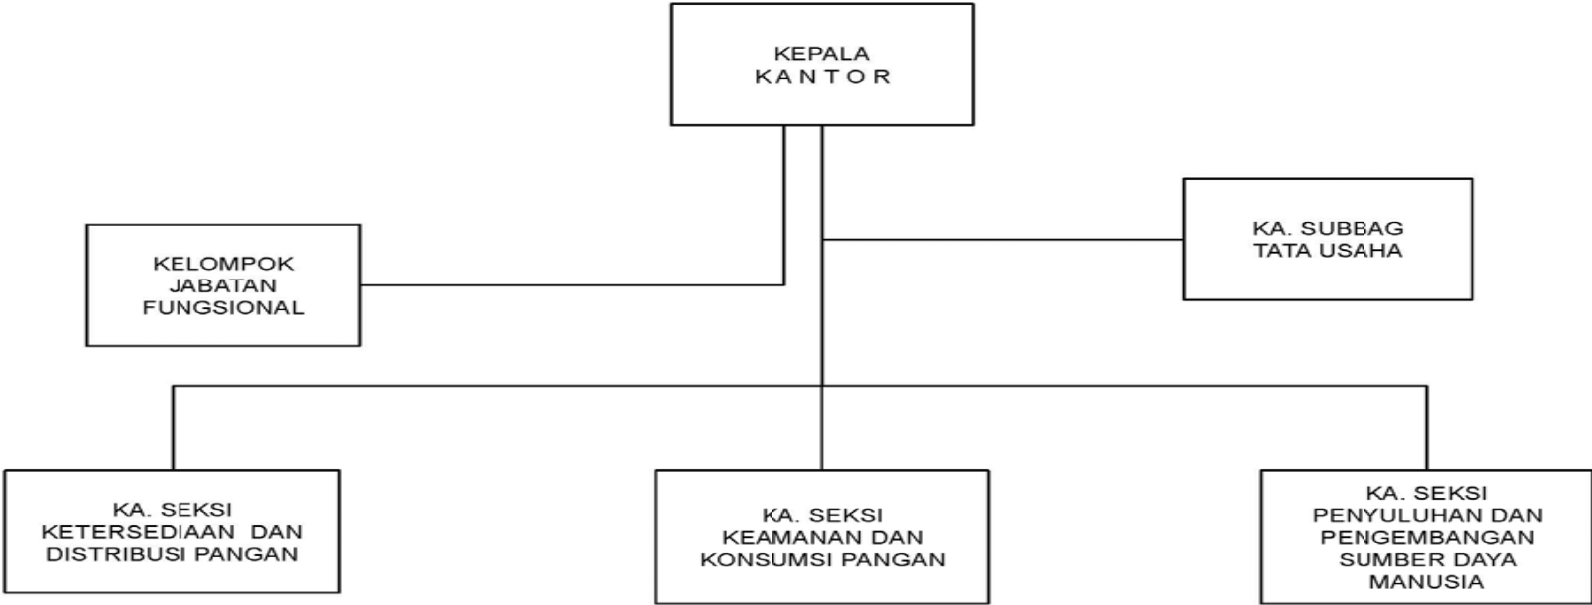 KEPALA
K A N T O R
KA. SUBBAG
TATA USAHA
KELOMPOK
JABATAN
FUNGSIONAL
KA. SEKSI
KETERSEDIAAN DAN
DISTRIBUSI PANGAN
KA. SEKSI
KEAMANAN DAN
KONSUMSI PANGAN
KA. SEKSI
PENYULUHAN DAN
PENGEMBANGAN
SUMBER DAYA
MANUSIA